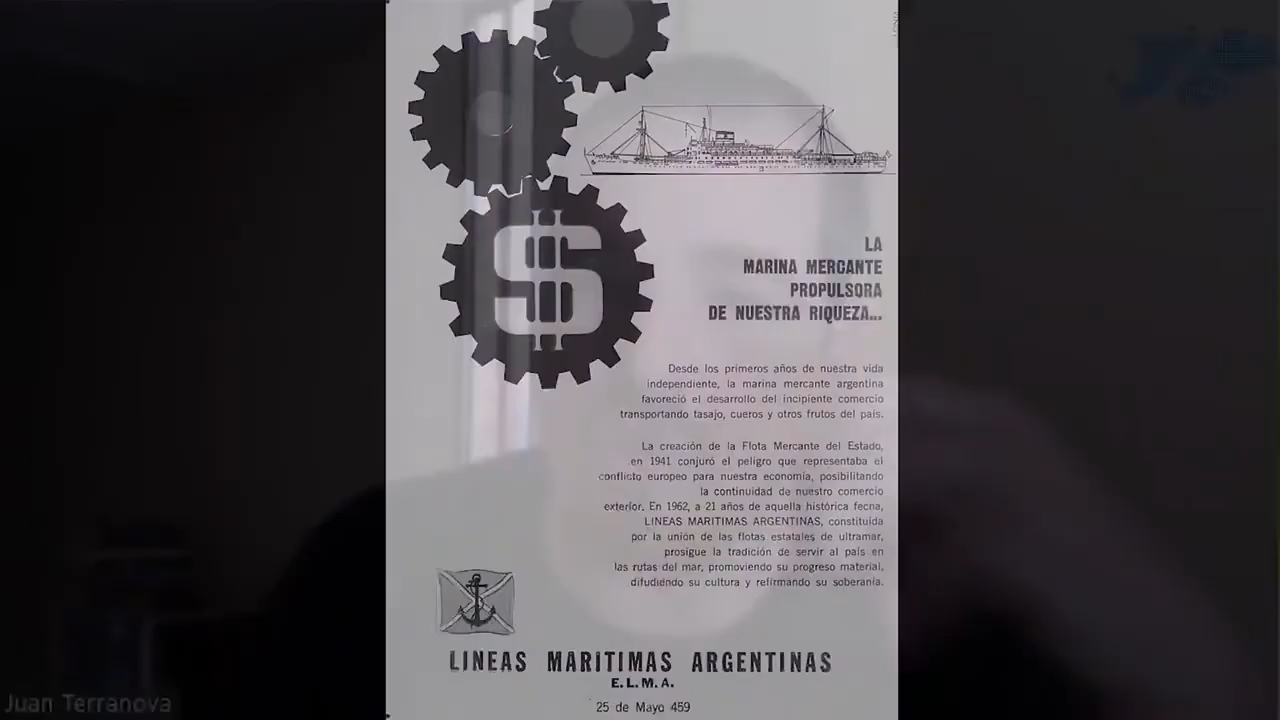 LA
MARINA MERCANTE
PROPULSORA
DE NUESTRA RIQUEZA...
Desde los primeros años de nuestra vida
independiente, la marina mercante argentina
favoreció el desarrollo del incipiente comercio
transportando tasajo, cueros y otros frutos del país.
La creación de la Flota Mercante del Estado,
en 1941 conjuró el peligro que representaba el
conflicto europeo para nuestra economía, posibilitando
la continuidad de nuestro comercio
exterior. En 1962, a 21 años de aquella histórica fecha,
LINEAS MARITIMAS ARGENTINAS, constituída
por la unión de las flotas estatales de ultramar,
prosigue la tradición de servir al país en
las rutas del mar, promoviendo su progreso material,
difudiendo su cultura y refirmando su soberanía.
LINEAS MARITIMAS ARGENTINAS
E.L.M.A.
25 de Mayo 459
Juan Terranova